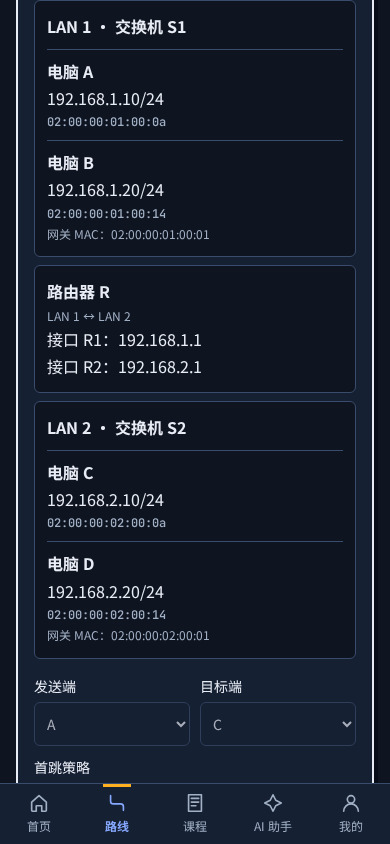 LAN 1 · 交换机 S1
电脑 A
192.168.1.10/24
02:00:00:01:00:0a
电脑 B
192.168.1.20/24
02:00:00:01:00:14
网关 MAC：02:00:00:01:00:01
路由器 R
LAN 1 ↔ LAN 2
接口 R1：192.168.1.1
接口 R2：192.168.2.1
LAN 2 · 交换机 S2
电脑 C
192.168.2.10/24
02:00:00:02:00:0a
电脑 D
192.168.2.20/24
02:00:00:02:00:14
网关 MAC：02:00:00:02:00:01
发送端 目标端
A C
首跳策略
首页 路线 课程 AI 助手 我的